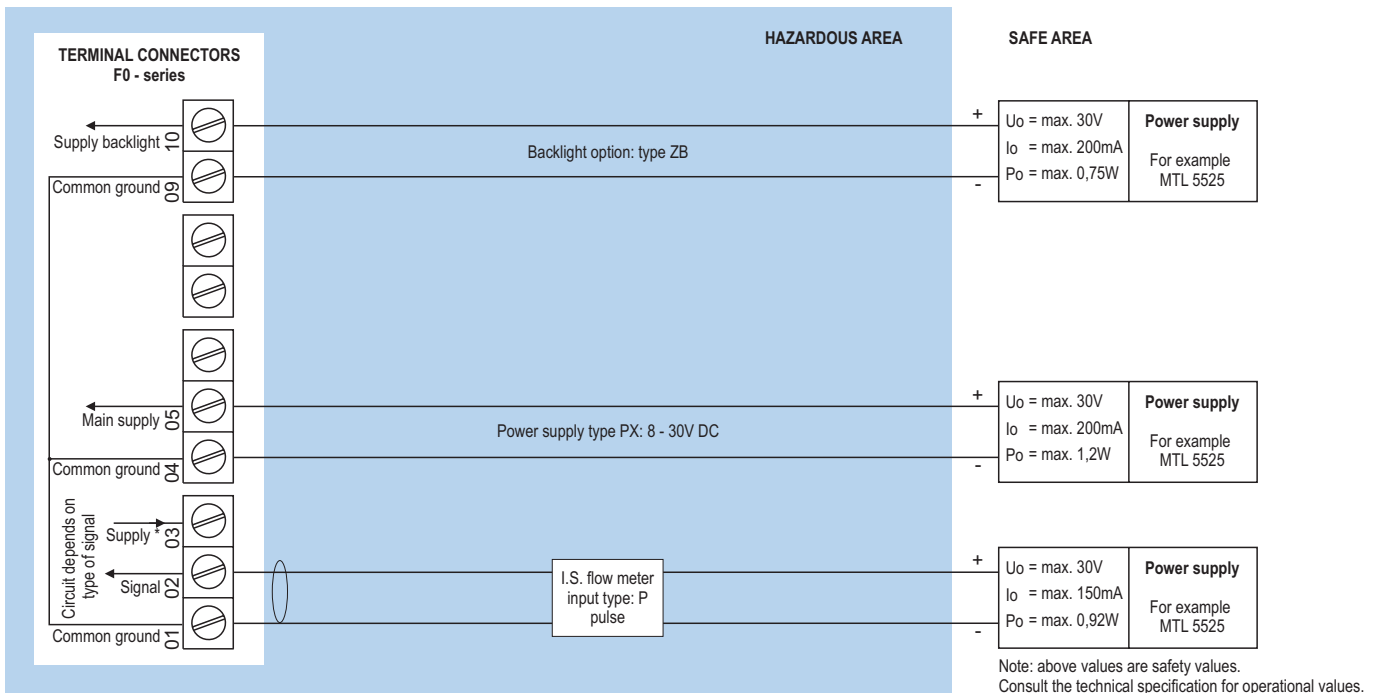 HAZARDOUS AREA
SAFE AREA
TERMINAL CONNECTORS
F0 - series
Supply backlight
10
Common ground
09
Backlight option: type ZB
+
-
Uo = max. 30V
Io = max. 200mA
Po = max. 0,75W
Power supply
For example
MTL 5525
Main supply
05
Common ground
04
Power supply type PX: 8 - 30V DC
+
-
Uo = max. 30V
Io = max. 200mA
Po = max. 1,2W
Power supply
For example
MTL 5525
Circuit depends on
type of signal
Supply *
03
Signal
02
Common ground
01
I.S. flow meter
input type: P
pulse
+
-
Uo = max. 30V
Io = max. 150mA
Po = max. 0,92W
Power supply
For example
MTL 5525
Note: above values are safety values.
Consult the technical specification for operational values.